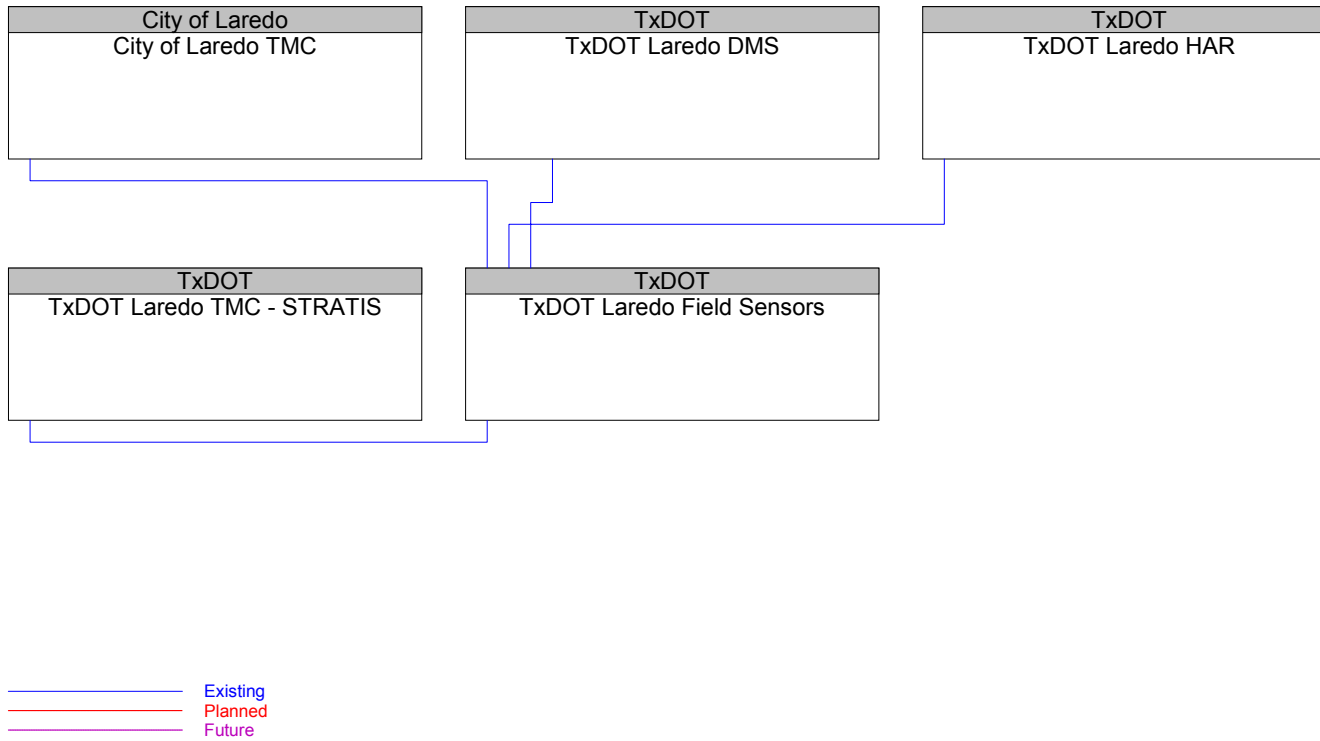 City of Laredo
City of Laredo TMC
TxDOT
TxDOT Laredo DMS
TxDOT
TxDOT Laredo HAR
TxDOT
TxDOT Laredo TMC - STRATIS
TxDOT
TxDOT Laredo Field Sensors
Existing
Planned
Future